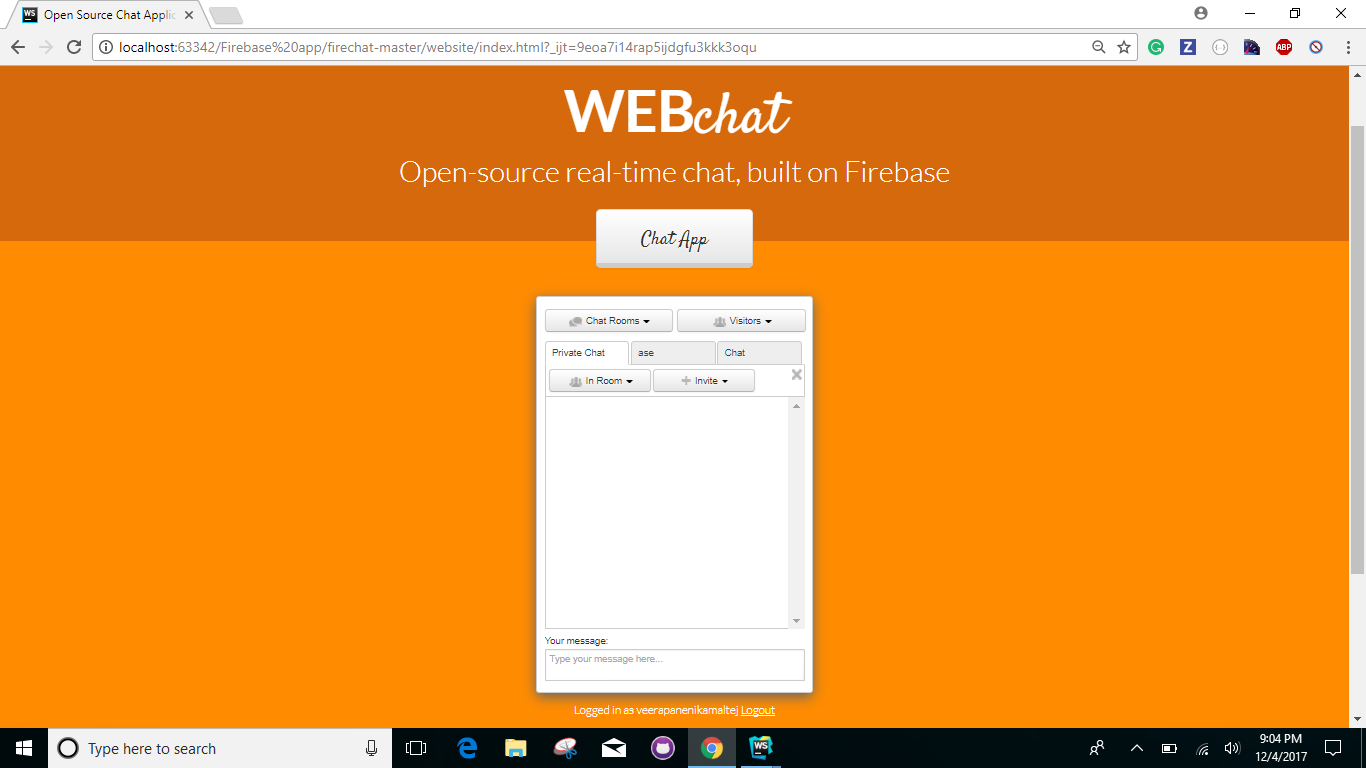 Open Source Chat Applic
localhost:63342/Firebase%20app/firechat-master/website/index.html?_ijt=9eoa7i14rap5ijdgfu3kkk3oqu
WEBchat
Open-source real-time chat, built on Firebase
Chat App
Chat Rooms Visitors
Private Chat ase Chat
In Room Invite
Your message:
Type your message here...
Logged in as veerapanenikamaltej Logout
Type here to search
9:04 PM
12/4/2017
WS
Z
ABP
WS